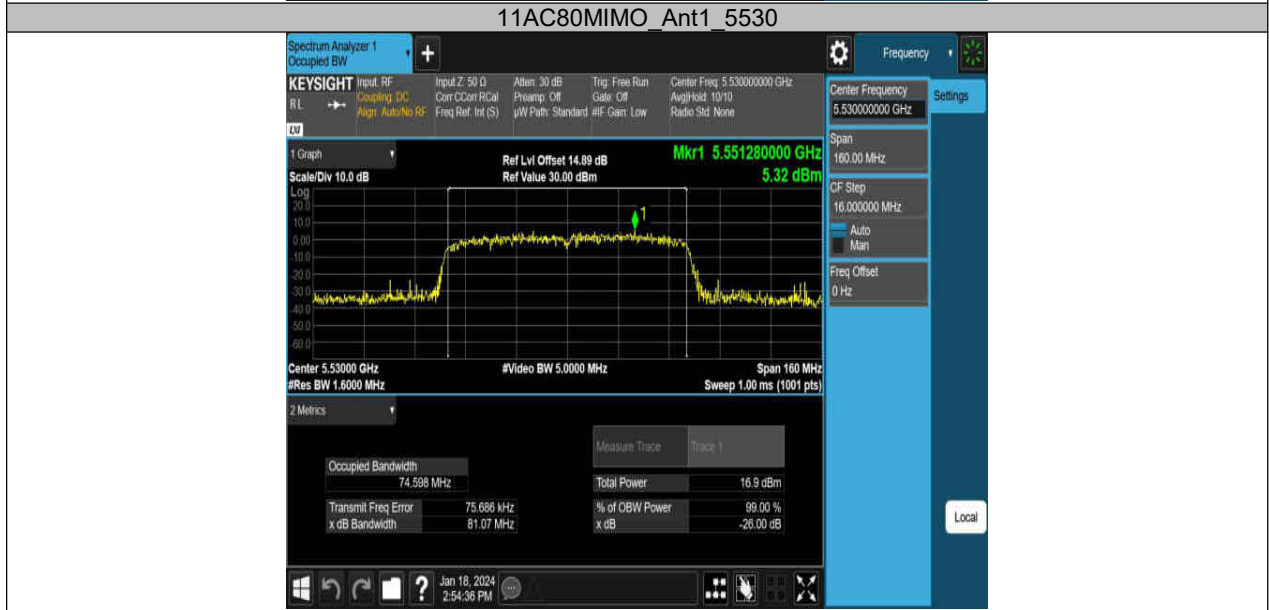 11AC80MIMO_Ant1_5530
Spectrum Analyzer 1
Occupied BW
+
Frequency
KEYSIGHT
RL
LXI
Input: RF
Coupling: DC
Align: Auto/No RF
Input Z: 50 Ω
Corr CCorr RCal
Freq Ref: Int (S)
Atten: 30 dB
Preamp: Off
µW Path: Standard
Trig: Free Run
Gate: Off
#IF Gain: Low
Center Freq: 5.530000000 GHz
Avg|Hold: 10/10
Radio Std: None
Center Frequency
5.530000000 GHz
Settings
Span
160.00 MHz
CF Step
16.000000 MHz
Auto
Man
Freq Offset
0 Hz
Local
1 Graph
Scale/Div 10.0 dB
Ref Lvl Offset 14.89 dB
Ref Value 30.00 dBm
Mkr1 5.551280000 GHz
5.32 dBm
Log
20.0
10.0
0.00
-10.0
-20.0
-30.0
-40.0
-50.0
-60.0
1
Center 5.53000 GHz
#Video BW 5.0000 MHz
Span 160 MHz
#Res BW 1.6000 MHz
Sweep 1.00 ms (1001 pts)
2 Metrics
Measure Trace
Trace 1
Occupied Bandwidth
74.598 MHz
Total Power
16.9 dBm
Transmit Freq Error
75.686 kHz
% of OBW Power
99.00 %
x dB Bandwidth
81.07 MHz
x dB
-26.00 dB
?
Jan 18, 2024
2:54:36 PM